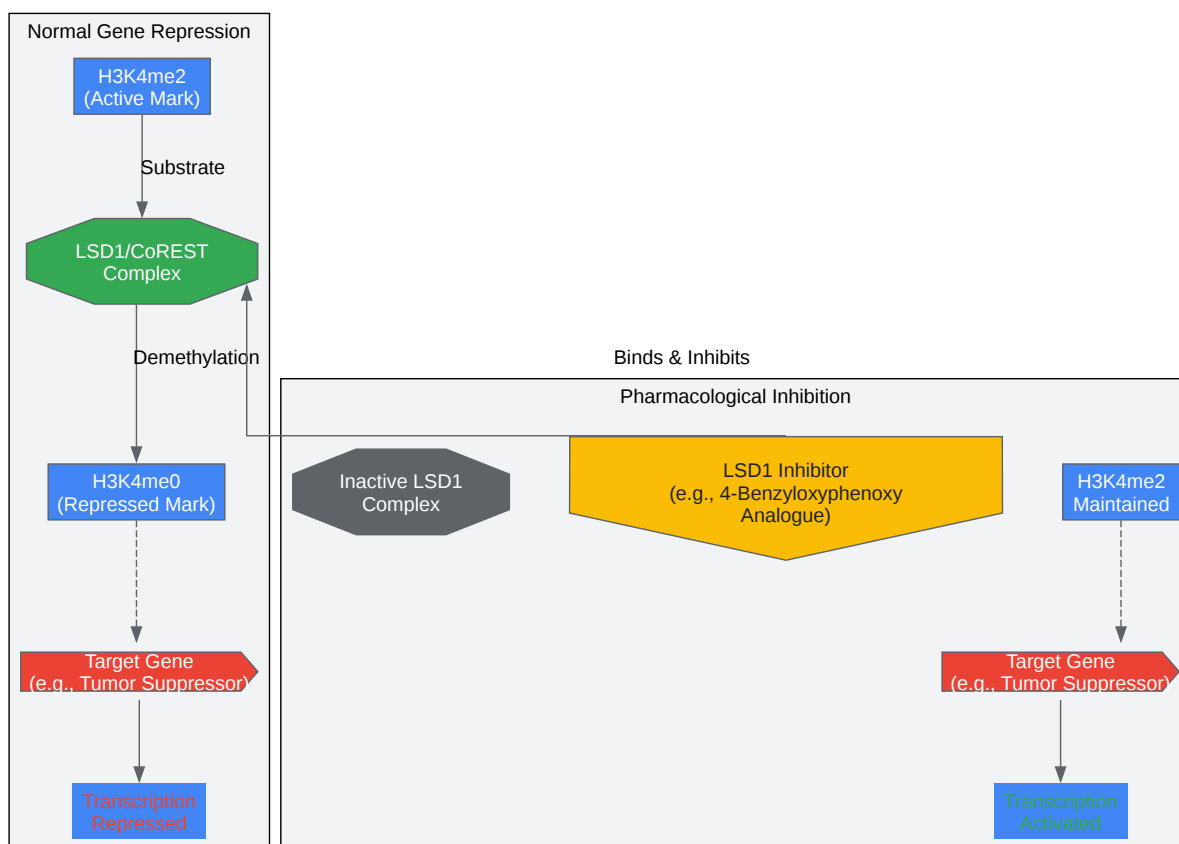 Normal Gene Repression
H3K4me2
(Active Mark)
Substrate
LSD1/CoREST
Complex
Demethylation
H3K4me0
(Repressed Mark)
Target Gene
(e.g., Tumor Suppressor)
Transcription
Repressed
Binds & Inhibits
Pharmacological Inhibition
Inactive LSD1
Complex
LSD1 Inhibitor
(e.g., 4-Benzyloxyphenoxy
Analogue)
H3K4me2
Maintained
Target Gene
(e.g., Tumor Suppressor)
Transcription
Activated